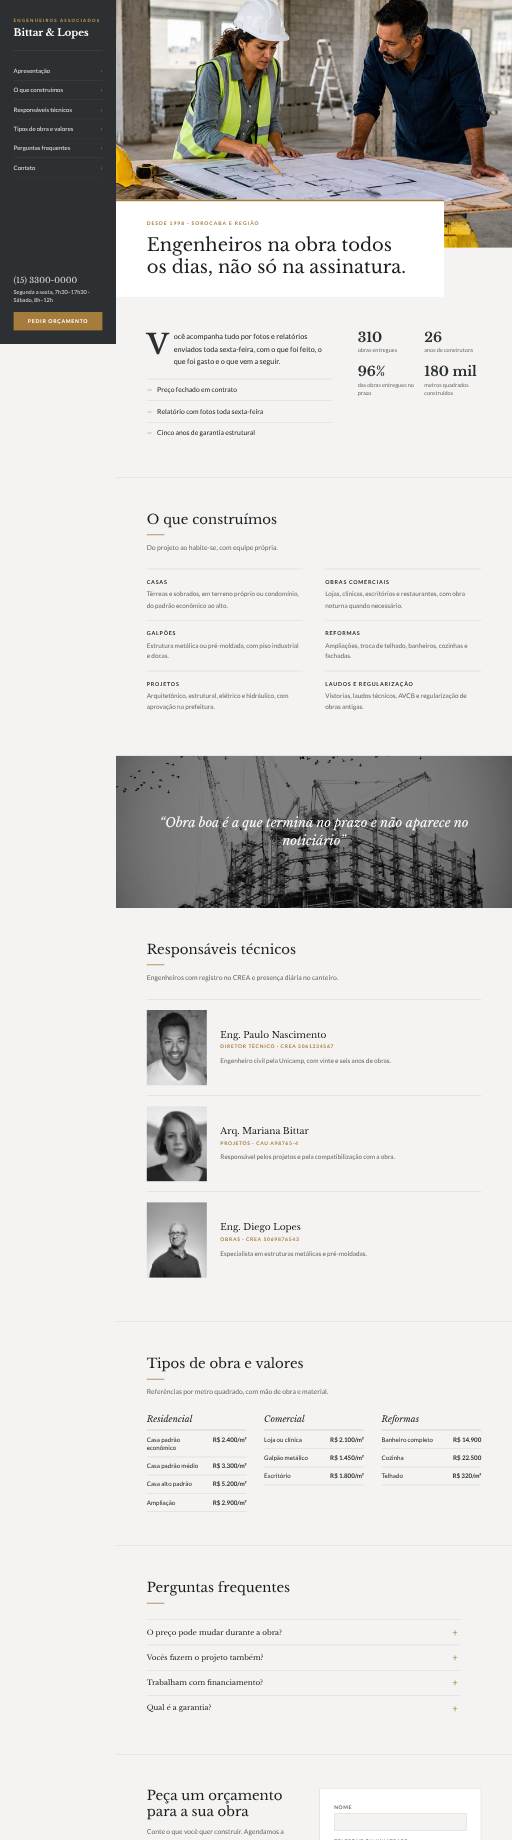 ENGENHEIROS ASSOCIADOS
Bittar & Lopes
Apresentação
O que construímos
Responsáveis técnicos
Tipos de obra e valores
Perguntas frequentes
Contato
(15) 3300-0000
Segunda a sexta, 7h30–17h30 ·
Sábado, 8h–12h
PEDIR ORÇAMENTO
DESDE 1998 · SOROCABA E REGIÃO
Engenheiros na obra todos
os dias, não só na assinatura.
Você acompanha tudo por fotos e relatórios
enviados toda sexta-feira, com o que foi feito, o
que foi gasto e o que vem a seguir.
— Preço fechado em contrato
— Relatório com fotos toda sexta-feira
— Cinco anos de garantia estrutural
310
obras entregues
26
anos de construtora
96%
das obras entregues no
prazo
180 mil
metros quadrados
construídos
O que construímos
Do projeto ao habite-se, com equipe própria.
CASAS
Térreas e sobrados, em terreno próprio ou condomínio,
do padrão econômico ao alto.
OBRAS COMERCIAIS
Lojas, clínicas, escritórios e restaurantes, com obra
noturna quando necessário.
GALPÕES
Estrutura metálica ou pré-moldada, com piso industrial
e docas.
REFORMAS
Ampliações, troca de telhado, banheiros, cozinhas e
fachadas.
PROJETOS
Arquitetônico, estrutural, elétrico e hidráulico, com
aprovação na prefeitura.
LAUDOS E REGULARIZAÇÃO
Vistorias, laudos técnicos, AVCB e regularização de
obras antigas.
“Obra boa é a que termina no prazo e não aparece no
noticiário”
Responsáveis técnicos
Engenheiros com registro no CREA e presença diária no canteiro.
Eng. Paulo Nascimento
DIRETOR TÉCNICO · CREA 5061234567
Engenheiro civil pela Unicamp, com vinte e seis anos de obras.
Arq. Mariana Bittar
PROJETOS · CAU A98765-4
Responsável pelos projetos e pela compatibilização com a obra.
Eng. Diego Lopes
OBRAS · CREA 5069876543
Especialista em estruturas metálicas e pré-moldadas.
Tipos de obra e valores
Referências por metro quadrado, com mão de obra e material.
Residencial
Casa padrão
econômico
R$ 2.400/m²
Casa padrão médio R$ 3.300/m²
Casa alto padrão R$ 5.200/m²
Ampliação R$ 2.900/m²
Comercial
Loja ou clínica R$ 2.100/m²
Galpão metálico R$ 1.450/m²
Escritório R$ 1.800/m²
Reformas
Banheiro completo R$ 14.900
Cozinha R$ 22.500
Telhado R$ 320/m²
Perguntas frequentes
O preço pode mudar durante a obra? +
Vocês fazem o projeto também? +
Trabalham com financiamento? +
Qual é a garantia? +
Peça um orçamento
para a sua obra
Conte o que você quer construir. Agendamos a
NOME